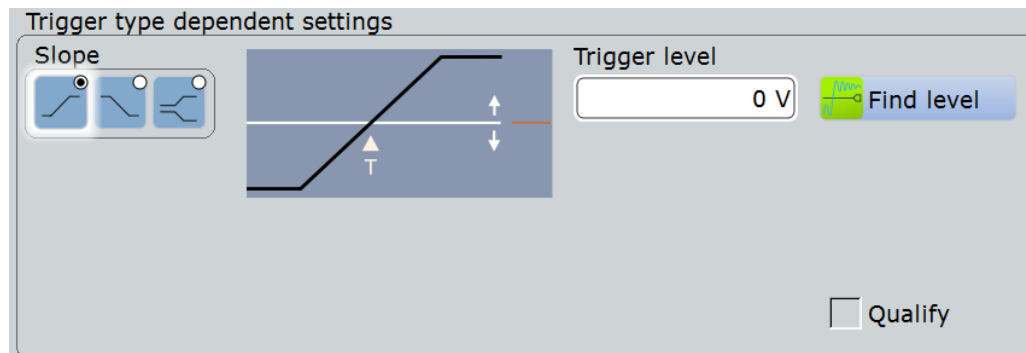 Trigger type dependent settings
Slope
Trigger level
0 V
Find level
T
Qualify